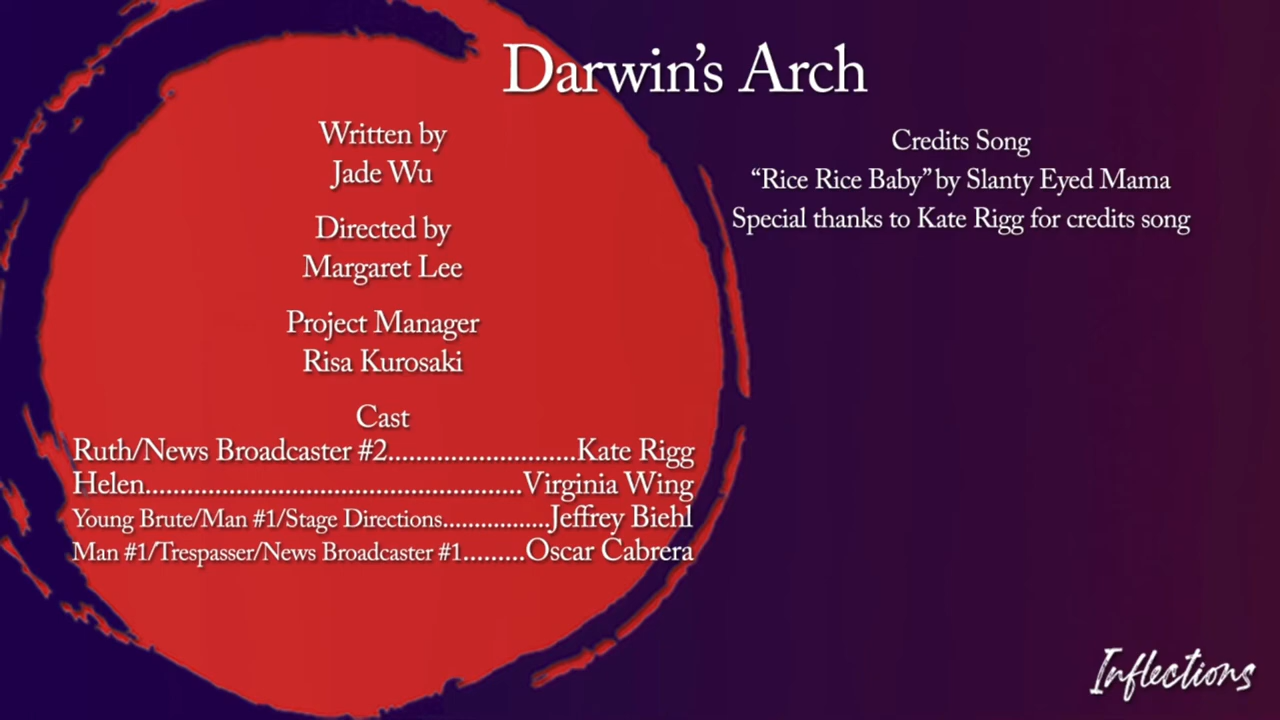 Darwin's Arch
Written by
Jade Wu
Directed by
Margaret Lee
Project Manager
Risa Kurosaki
Cast
Ruth/News Broadcaster #2...........................Kate Rigg
Helen......................................................Virginia Wing
Young Brute/Man #1/Stage Directions.................Jeffrey Biehl
Man #1/Trespasser/News Broadcaster #1.........Oscar Cabrera
Credits Song
“Rice Rice Baby” by Slanty Eyed Mama
Special thanks to Kate Rigg for credits song
Inflections